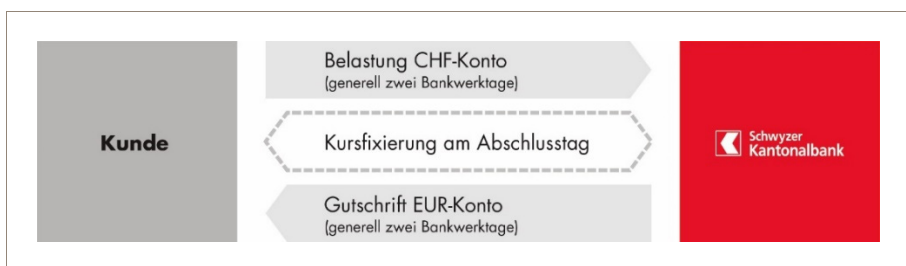 Kunde
Belastung CHF-Konto
(generell zwei Bankwerktage)
Kursfixierung am Abschlusstag
Gutschrift EUR-Konto
(generell zwei Bankwerktage)
Schwyzer
Kantonalbank